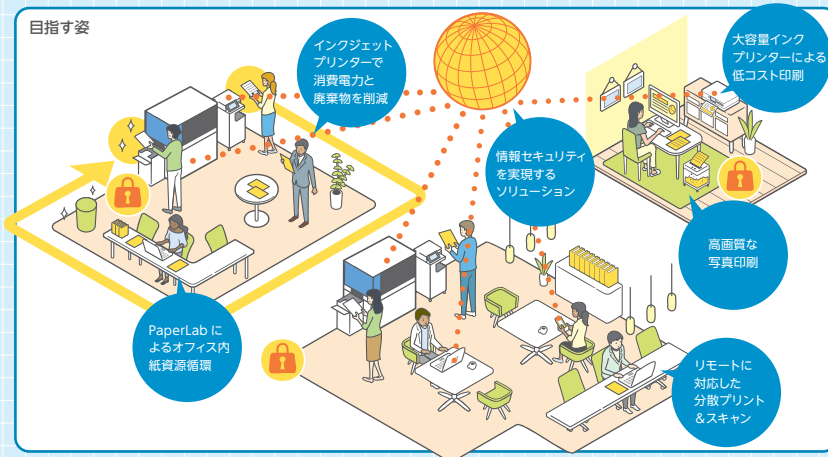 目指す姿
インクジェット
プリンターで
消費電力と
廃棄物を削減
大容量インク
プリンターによる
低コスト印刷
情報セキュリティ
を実現する
ソリューション
高画質な
写真印刷
PaperLab に
よるオフィス内
紙資源循環
リモートに
対応した
分散プリント
&スキャン